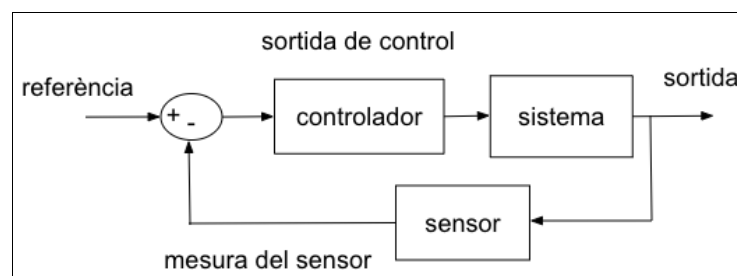 sortida de control
referència
sortida
+
-
controlador
sistema
sensor
mesura del sensor